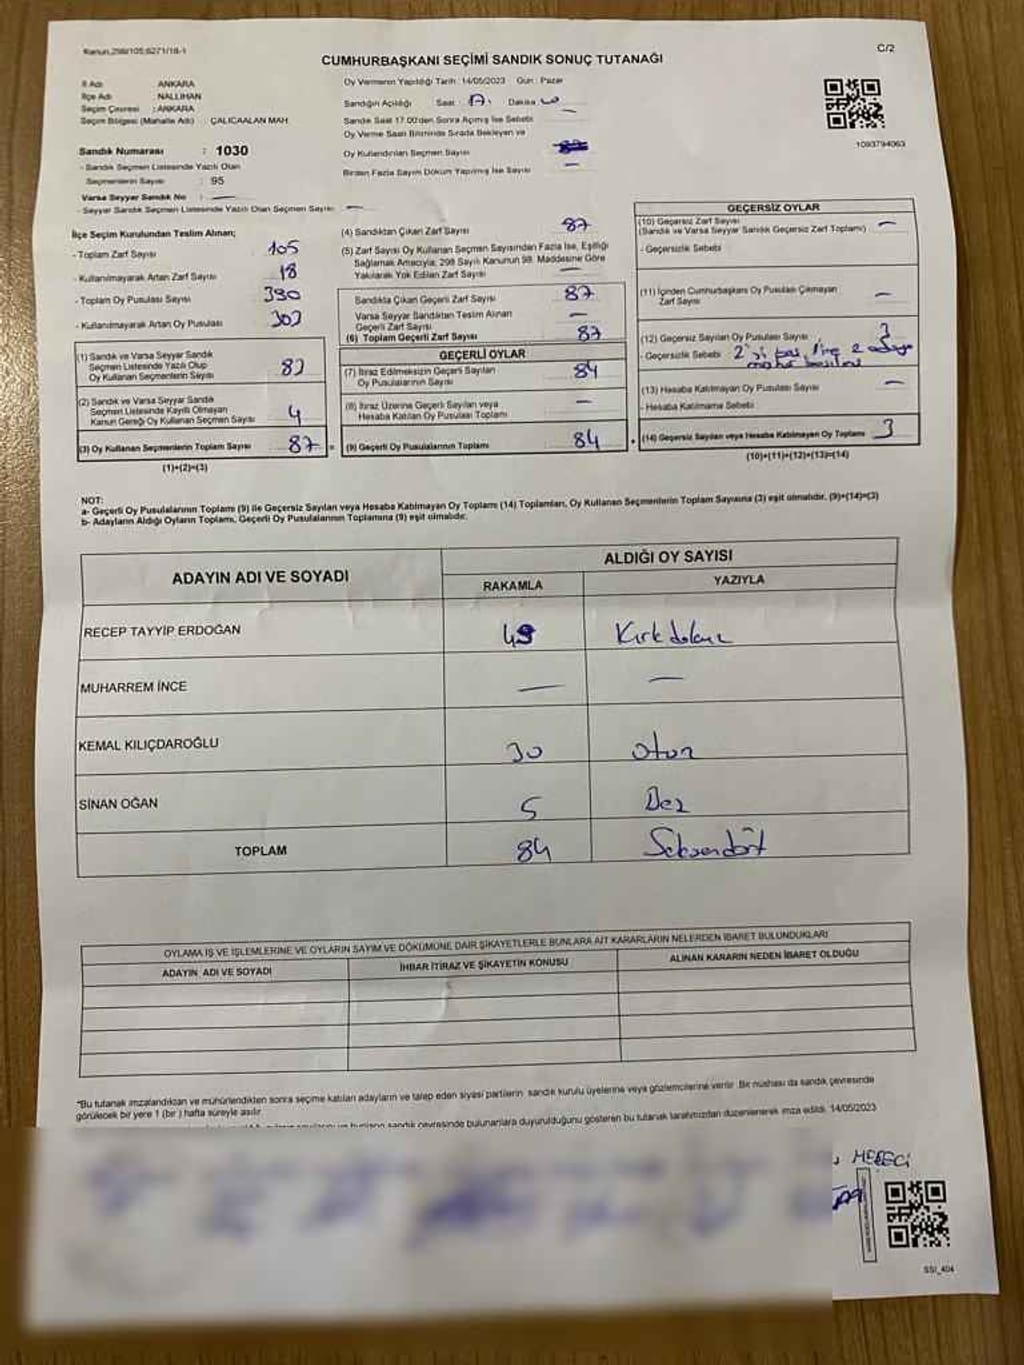 Kanun,298/105;6271/18-1
C/2
CUMHURBAŞKANI SEÇİMİ SANDIK SONUÇ TUTANAĞI
İl Adı : ANKARA
İlçe Adı : NALLIHAN
Seçim Çevresi : ANKARA
Seçim Bölgesi (Mahalle Adı) : ÇALICAALAN MAH.
Sandık Numarası : 1030
- Sandık Seçmen Listesinde Yazılı Olan
Seçmenlerin Sayısı : 95
Varsa Seyyar Sandık No : —
- Seyyar Sandık Seçmen Listesinde Yazılı Olan Seçmen Sayısı —
Oy Vermenin Yapıldığı Tarih : 14/05/2023 Gün : Pazar
Sandığın Açıldığı Saat : 17 Dakika
Sandık Saat 17.00'den Sonra Açılmış İse Sebebi —
Oy Verme Saati Bitiminde Sırada Bekleyen ve
Oy Kullandırılan Seçmen Sayısı
Birden Fazla Sayım Döküm Yapılmış İse Sayısı —
1093794063
İlçe Seçim Kurulundan Teslim Alınan;
- Toplam Zarf Sayısı 105
- Kullanılmayarak Artan Zarf Sayısı 18
- Toplam Oy Pusulası Sayısı 390
- Kullanılmayarak Artan Oy Pusulası 303
(1) Sandık ve Varsa Seyyar Sandık
Seçmen Listesinde Yazılı Olup
Oy Kullanan Seçmenlerin Sayısı 83
(2) Sandık ve Varsa Seyyar Sandık
Seçmen Listesinde Kayıtlı Olmayan
Kanun Gereği Oy Kullanan Seçmen Sayısı 4
(3) Oy Kullanan Seçmenlerin Toplam Sayısı 87
(1)+(2)=(3)
(4) Sandıktan Çıkan Zarf Sayısı 87
(5) Zarf Sayısı Oy Kullanan Seçmen Sayısından Fazla İse, Eşitliği
Sağlamak Amacıyla; 298 Sayılı Kanunun 98. Maddesine Göre
Yakılarak Yok Edilen Zarf Sayısı —
Sandıkta Çıkan Geçerli Zarf Sayısı 87
Varsa Seyyar Sandıktan Teslim Alınan
Geçerli Zarf Sayısı —
(6) Toplam Geçerli Zarf Sayısı 87
GEÇERLİ OYLAR
(7) İtiraz Edilmeksizin Geçerli Sayılan
Oy Pusulalarının Sayısı 84
(8) İtiraz Üzerine Geçerli Sayılan veya
Hesaba Katılan Oy Pusulası Toplamı —
(9) Geçerli Oy Pusulalarının Toplamı 84
GEÇERSİZ OYLAR
(10) Geçersiz Zarf Sayısı
(Sandık ve Varsa Seyyar Sandık Geçersiz Zarf Toplamı) —
- Geçersizlik Sebebi
(11) İçinden Cumhurbaşkanı Oy Pusulası Çıkmayan
Zarf Sayısı —
(12) Geçersiz Sayılan Oy Pusulası Sayısı 3
- Geçersizlik Sebebi 2'si boş, 1'ine 2 adaya
mühür basılmış
(13) Hesaba Katılmayan Oy Pusulası Sayısı —
- Hesaba Katılmama Sebebi
(14) Geçersiz Sayılan veya Hesaba Katılmayan Oy Toplamı 3
(10)+(11)+(12)+(13)=(14)
NOT:
a- Geçerli Oy Pusulalarının Toplamı (9) ile Geçersiz Sayılan veya Hesaba Katılmayan Oy Toplamı (14) Toplamları, Oy Kullanan Seçmenlerin Toplam Sayısına (3) eşit olmalıdır. (9)+(14)=(3)
b- Adayların Aldığı Oyların Toplamı, Geçerli Oy Pusulalarının Toplamına (9) eşit olmalıdır.
ADAYIN ADI VE SOYADI ALDIĞI OY SAYISI
RAKAMLA YAZIYLA
RECEP TAYYİP ERDOĞAN 49 Kırkdokuz
MUHARREM İNCE — —
KEMAL KILIÇDAROĞLU 30 Otuz
SİNAN OĞAN 5 Beş
TOPLAM 84 Seksendört
OYLAMA İŞ VE İŞLEMLERİNE VE OYLARIN SAYIM VE DÖKÜMÜNE DAİR ŞİKAYETLERLE BUNLARA AİT KARARLARIN NELERDEN İBARET BULUNDUKLARI
ADAYIN ADI VE SOYADI İHBAR İTİRAZ VE ŞİKAYETİN KONUSU ALINAN KARARIN NEDEN İBARET OLDUĞU
*Bu tutanak imzalandıktan ve mühürlendikten sonra seçime katılan adayların ve talep eden siyasi partilerin sandık kurulu üyelerine veya gözlemcilerine verilir. Bir nüshası da sandık çevresinde
görülecek bir yere 1 (bir) hafta süreyle asılır.
sandık çevresinde bulunanlara duyurulduğunu gösteren bu tutanak tarafımızdan düzenlenerek imza edildi. 14/05/2023
SSI_404